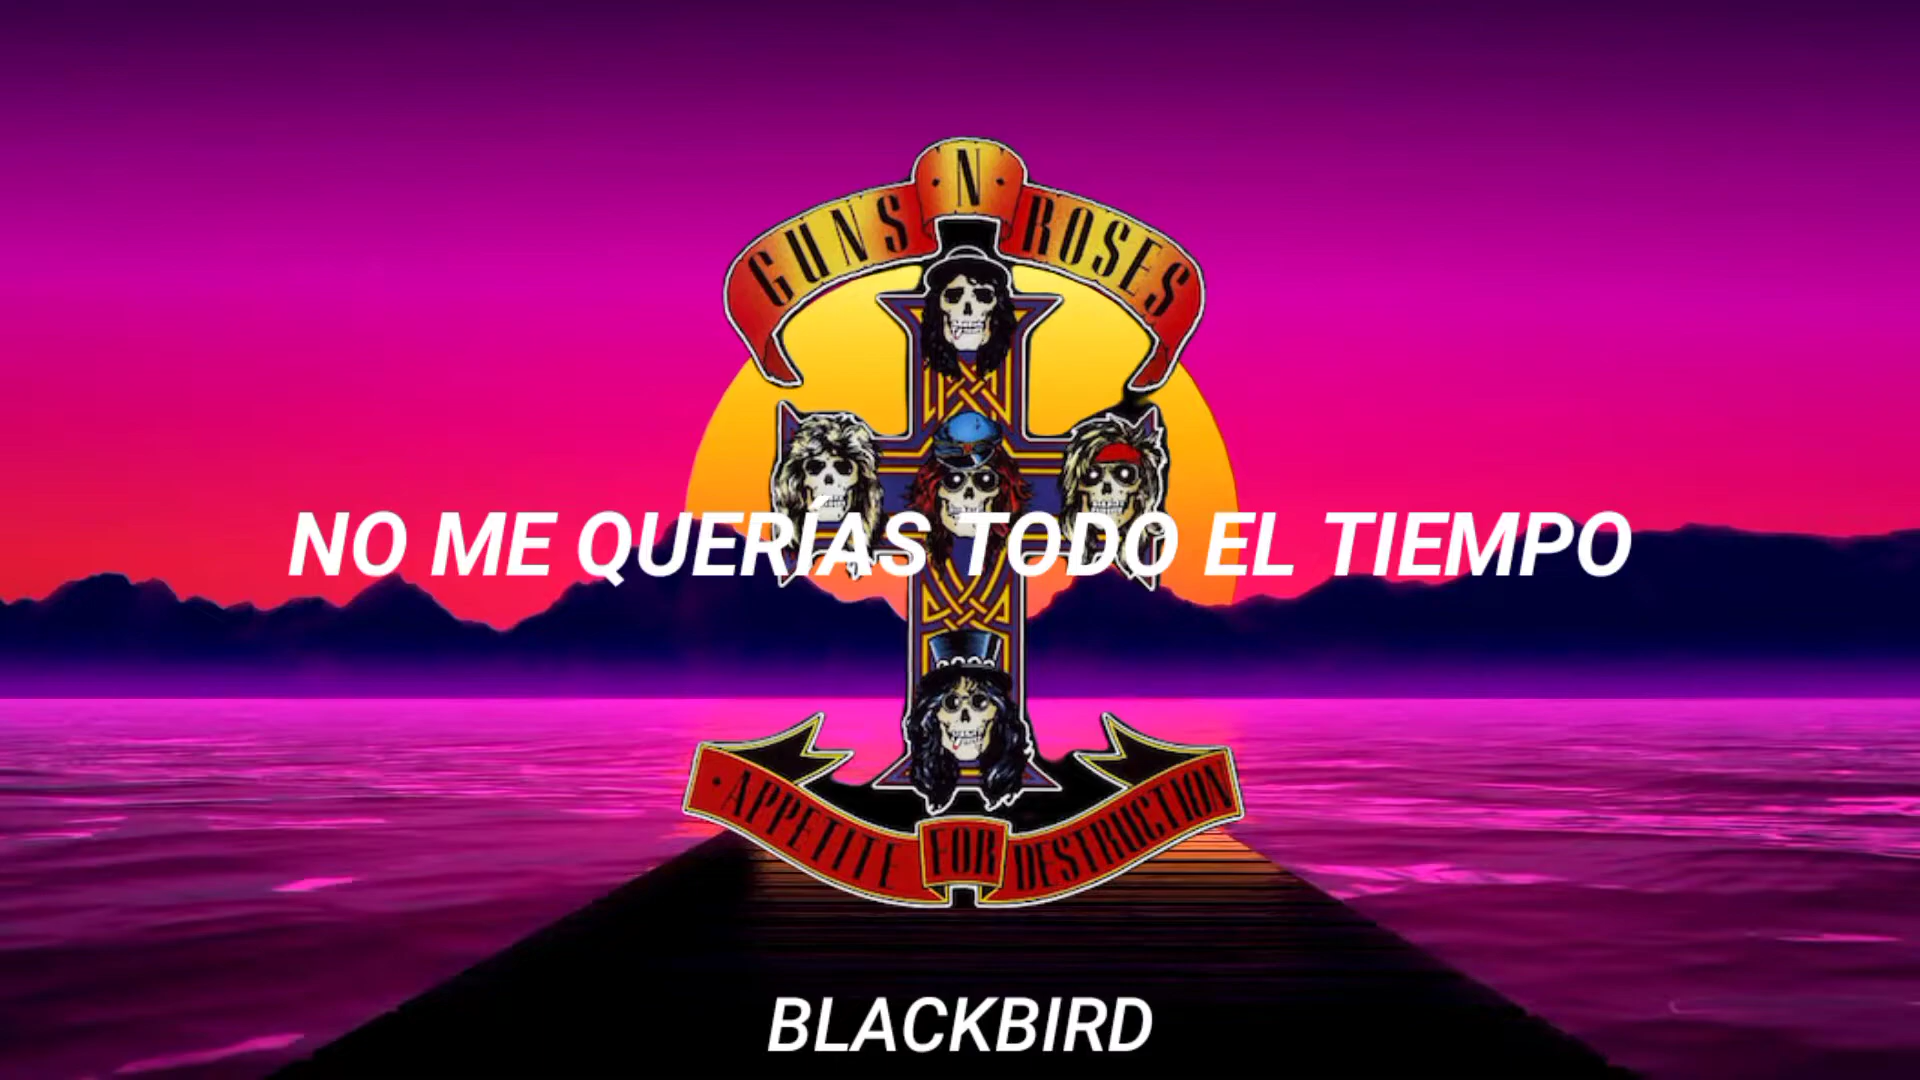 GUNS · N · ROSES
NO ME QUERÍAS TODO EL TIEMPO
· APPETITE FOR DESTRUCTION
BLACKBIRD